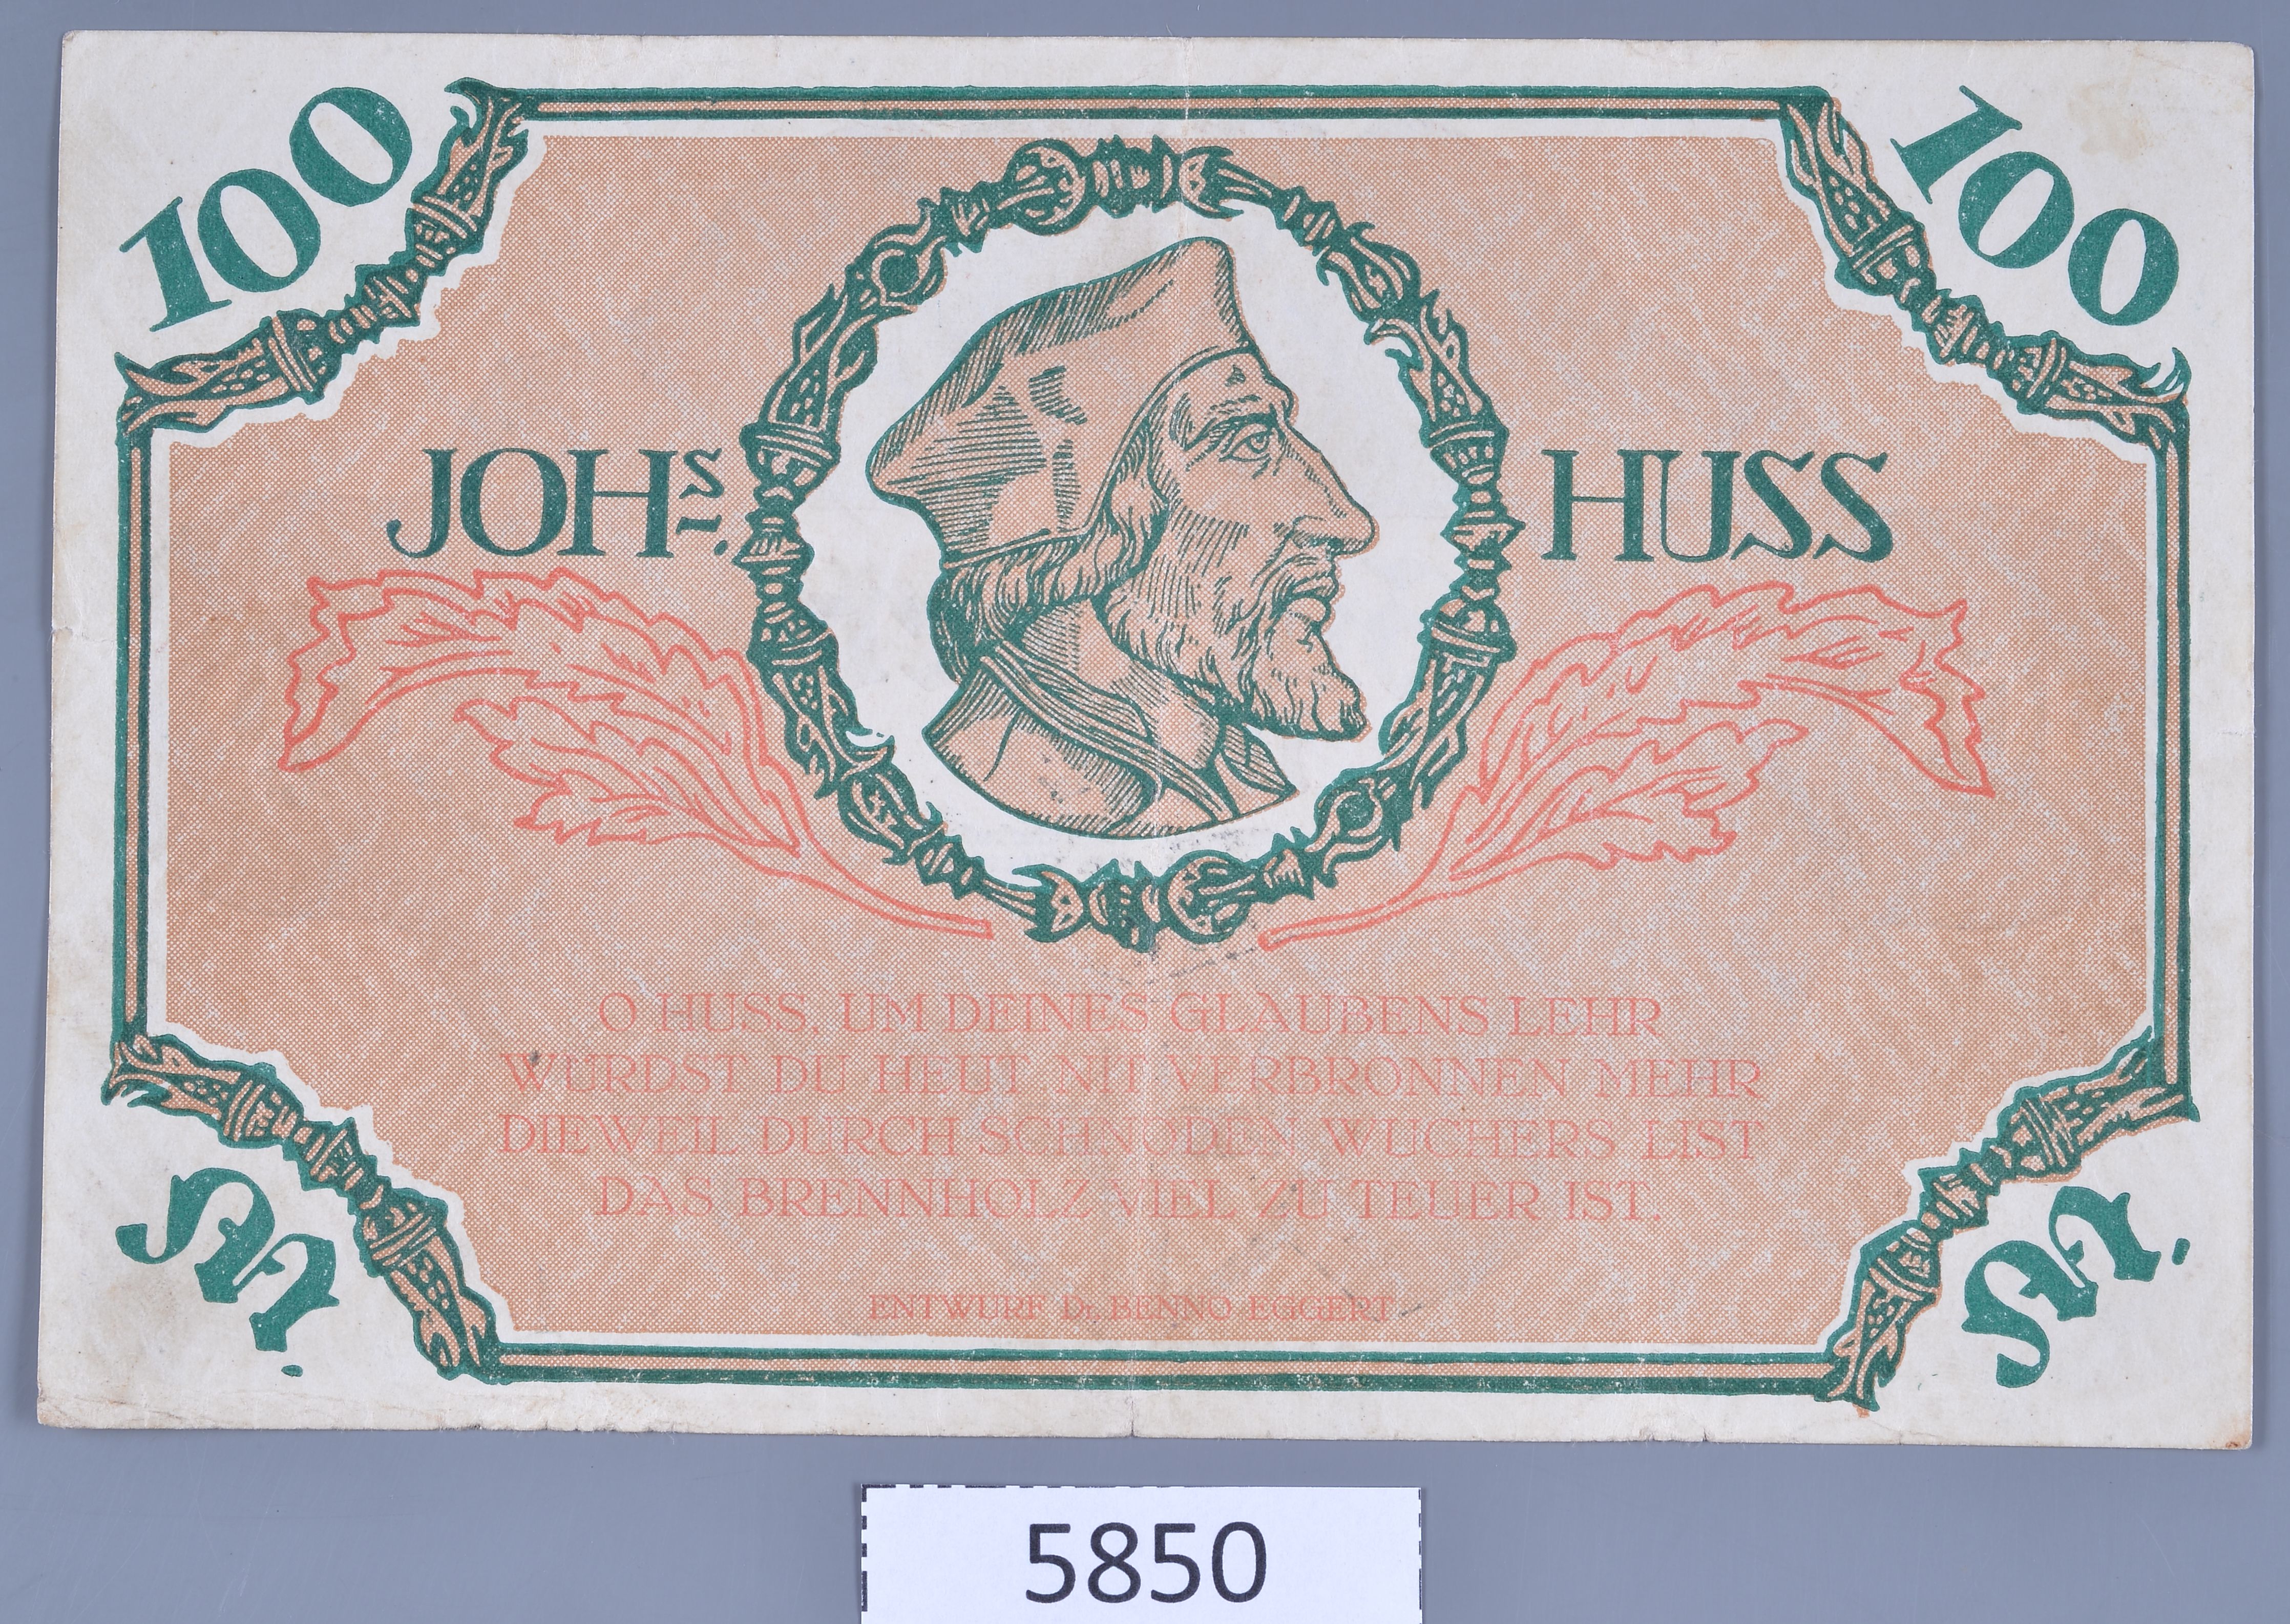 100
100
JOHS.
HUSS
O HUSS, UM DEINES GLAUBENS LEHR
WURDST DU HEUT NIT VERBRONNEN MEHR
DIEWEIL DURCH SCHNODEN WUCHERS LIST
DAS BRENNHOLZ VIEL ZU TEUER IST.
ENTWURF Dr. BENNO EGGERT
5850